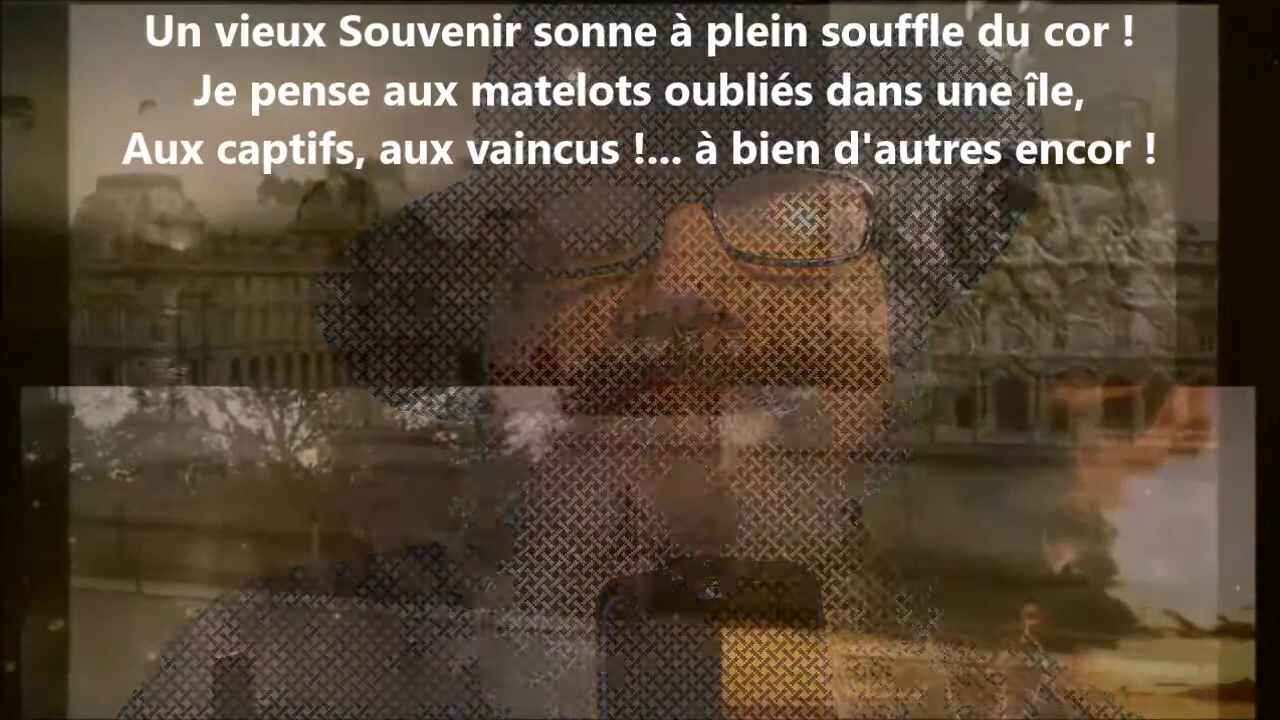 Un vieux Souvenir sonne à plein souffle du cor !
Je pense aux matelots oubliés dans une île,
Aux captifs, aux vaincus !... à bien d'autres encor !